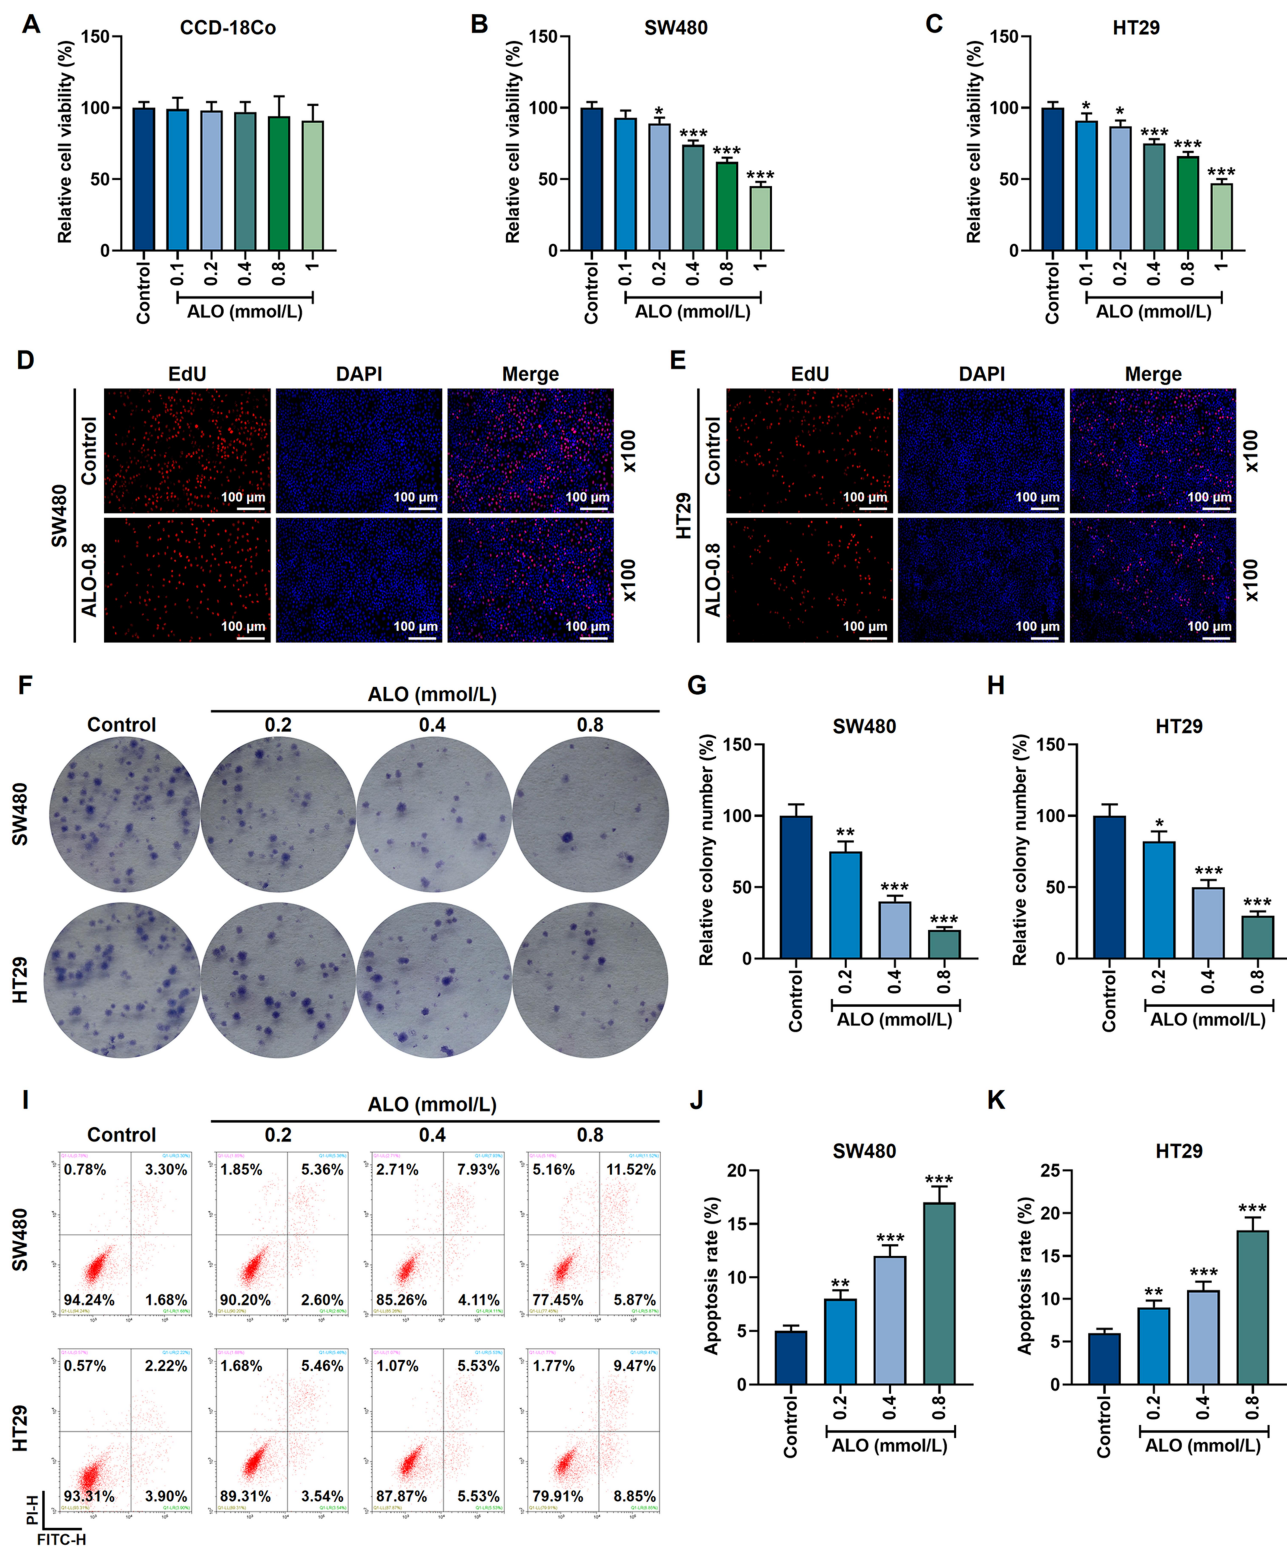 A
CCD-18Co
Relative cell viability (%)
150
100
50
0
Control
0.1
0.2
0.4
0.8
1
ALO (mmol/L)
B
SW480
Relative cell viability (%)
150
100
50
0
*
***
***
***
Control
0.1
0.2
0.4
0.8
1
ALO (mmol/L)
C
HT29
Relative cell viability (%)
150
100
50
0
*
*
***
***
***
Control
0.1
0.2
0.4
0.8
1
ALO (mmol/L)
D
EdU DAPI Merge
SW480
Control
100 µm 100 µm 100 µm
x100
ALO-0.8
100 µm 100 µm 100 µm
x100
E
EdU DAPI Merge
HT29
Control
100 µm 100 µm 100 µm
x100
ALO-0.8
100 µm 100 µm 100 µm
x100
F
ALO (mmol/L)
Control 0.2 0.4 0.8
SW480
HT29
G
SW480
Relative colony number (%)
150
100
50
0
**
***
***
Control
0.2
0.4
0.8
ALO (mmol/L)
H
HT29
Relative colony number (%)
150
100
50
0
*
***
***
Control
0.2
0.4
0.8
ALO (mmol/L)
I
ALO (mmol/L)
Control 0.2 0.4 0.8
SW480
0.78% 3.30% 1.85% 5.36% 2.71% 7.93% 5.16% 11.52%
94.24% 1.68% 90.20% 2.60% 85.26% 4.11% 77.45% 5.87%
HT29
0.57% 2.22% 1.68% 5.46% 1.07% 5.53% 1.77% 9.47%
93.31% 3.90% 89.31% 3.54% 87.87% 5.53% 79.91% 8.85%
PI-H
FITC-H
J
SW480
Apoptosis rate (%)
20
15
10
5
0
**
***
***
Control
0.2
0.4
0.8
ALO (mmol/L)
K
HT29
Apoptosis rate (%)
25
20
15
10
5
0
**
***
***
Control
0.2
0.4
0.8
ALO (mmol/L)